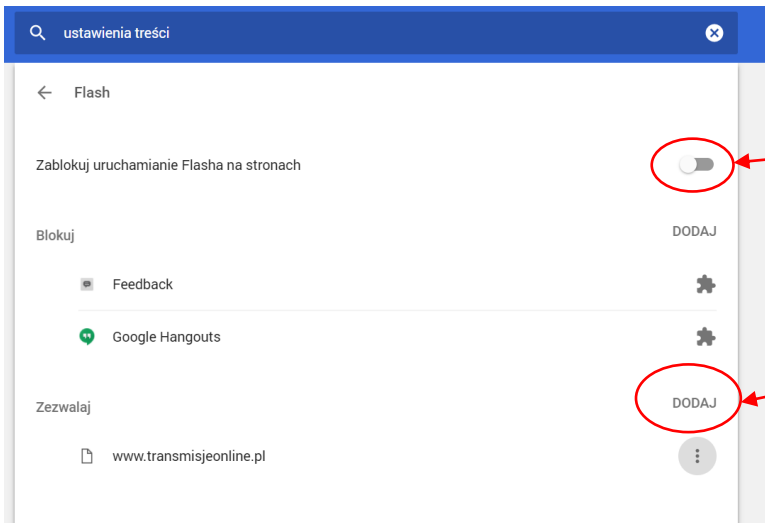 ustawienia treści
Flash
Zablokuj uruchamianie Flasha na stronach
Blokuj DODAJ
Feedback
Google Hangouts
Zezwalaj DODAJ
www.transmisjeonline.pl